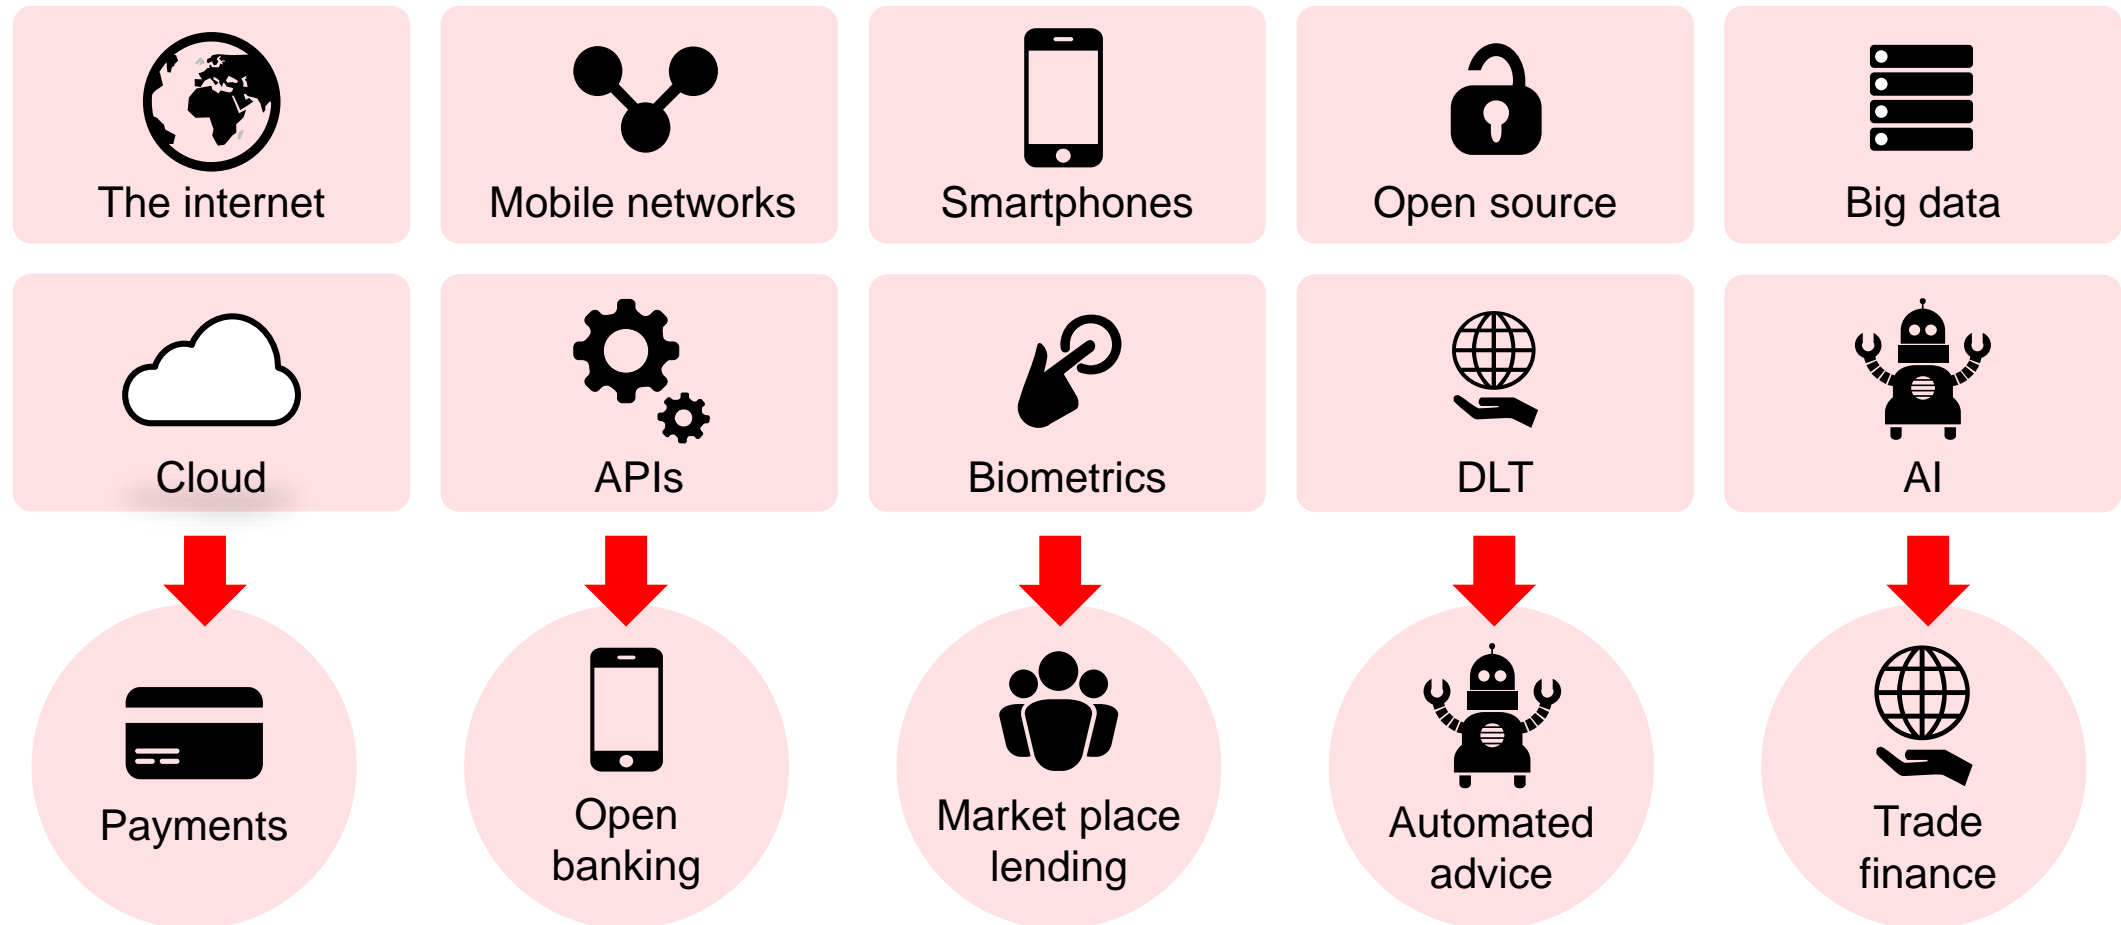 The internet
Mobile networks
Smartphones
Open source
Big data
Cloud
APIs
Biometrics
DLT
AI
Payments
Open
banking
Market place
lending
Automated
advice
Trade
finance